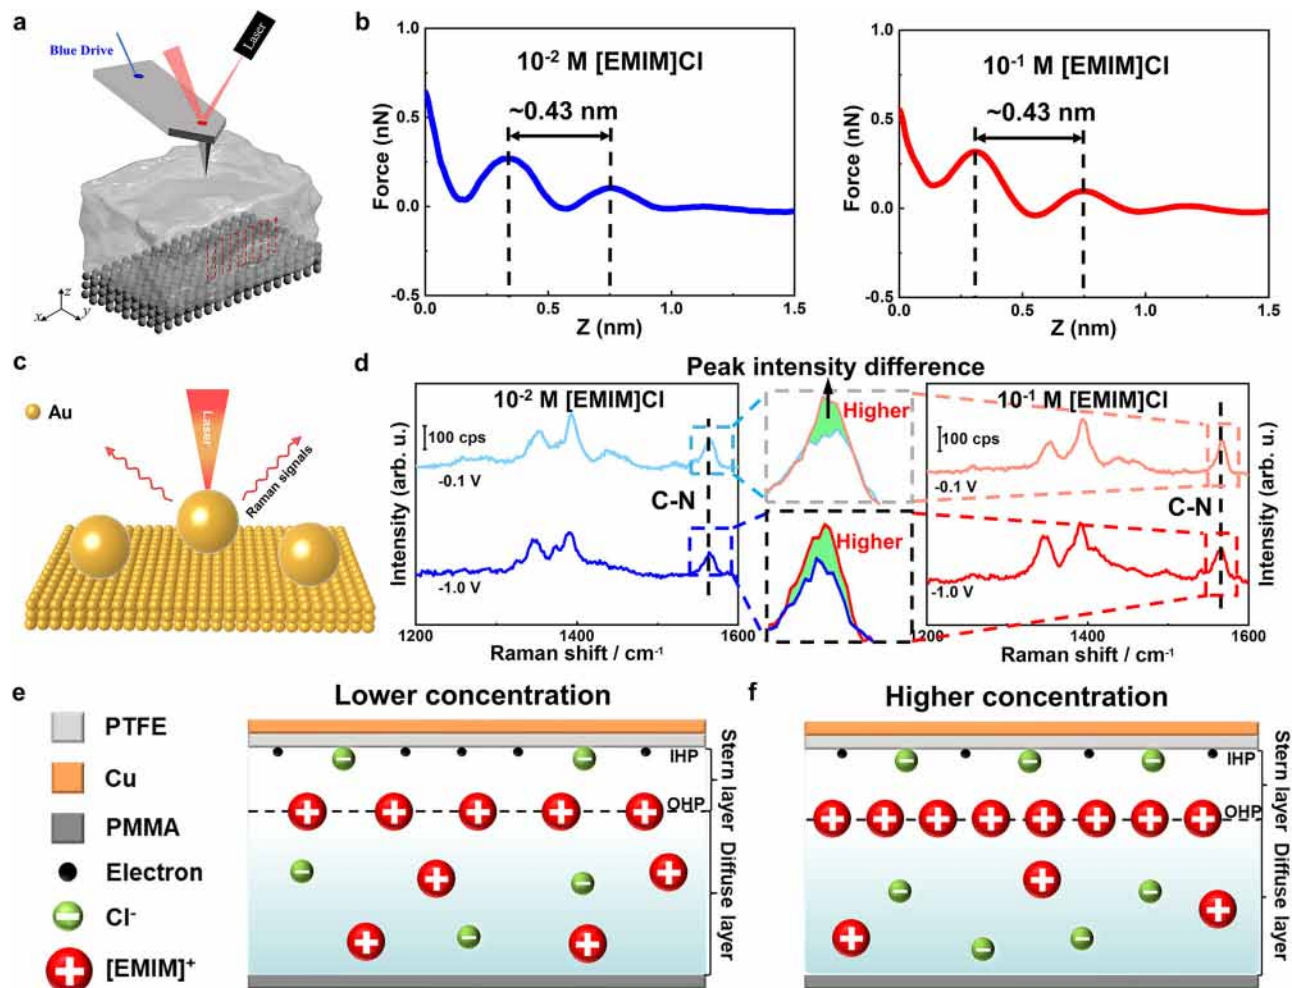 a
Blue Drive
Laser
z
x
y
b
1.0
0.5
0.0
-0.5
Force (nN)
10⁻² M [EMIM]Cl
~0.43 nm
0.0
0.5
1.0
1.5
Z (nm)
1.0
0.5
0.0
-0.5
Force (nN)
10⁻¹ M [EMIM]Cl
~0.43 nm
0.0
0.5
1.0
1.5
Z (nm)
c
Au
Laser
Raman signals
d
Peak intensity difference
Intensity (arb. u.)
10⁻² M [EMIM]Cl
100 cps
-0.1 V
C-N
-1.0 V
1200
1400
1600
Raman shift / cm⁻¹
Higher
Higher
Intensity (arb. u.)
10⁻¹ M [EMIM]Cl
100 cps
-0.1 V
C-N
-1.0 V
1200
1400
1600
Raman shift / cm⁻¹
e
Lower concentration
PTFE
Cu
PMMA
Electron
Cl⁻
[EMIM]⁺
IHP
OHP
Stern layer
Diffuse layer
f
Higher concentration
IHP
OHP
Stern layer
Diffuse layer